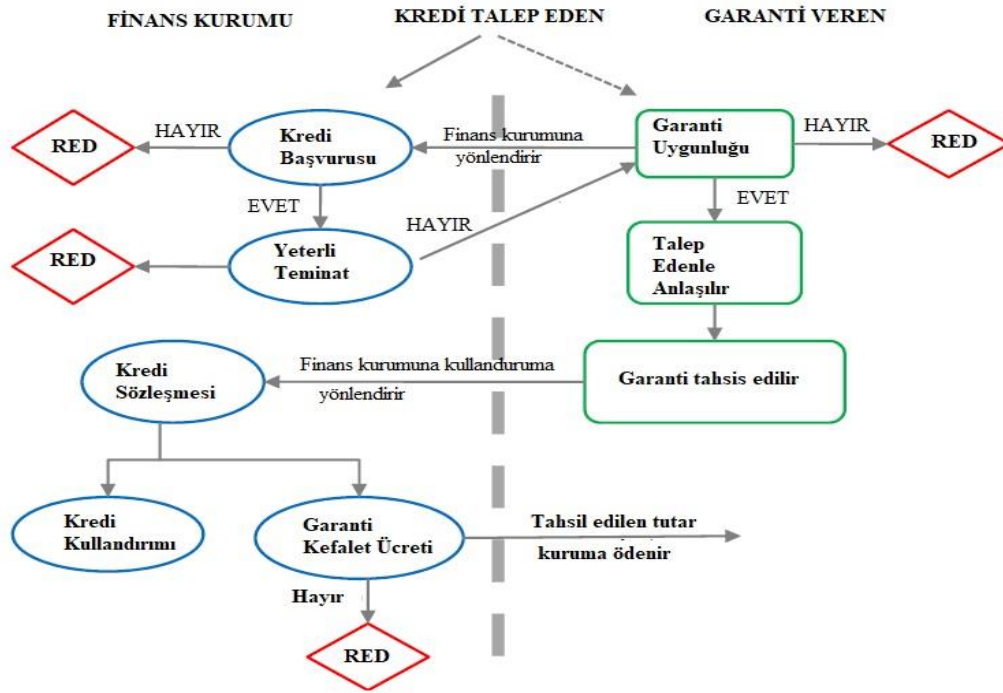 FİNANS KURUMU
KREDİ TALEP EDEN
GARANTİ VEREN
RED
HAYIR
Kredi
Başvurusu
Finans kurumuna
yönlendirir
Garanti
Uygunluğu
HAYIR
RED
EVET
HAYIR
EVET
RED
Yeterli
Teminat
Talep
Edenle
Anlaşılır
Kredi
Sözleşmesi
Finans kurumuna kullanduruma
yönlendirir
Garanti tahsis edilir
Kredi
Kullandırımı
Garanti
Kefalet Ücreti
Tahsil edilen tutar
kuruma ödenir
Hayır
RED